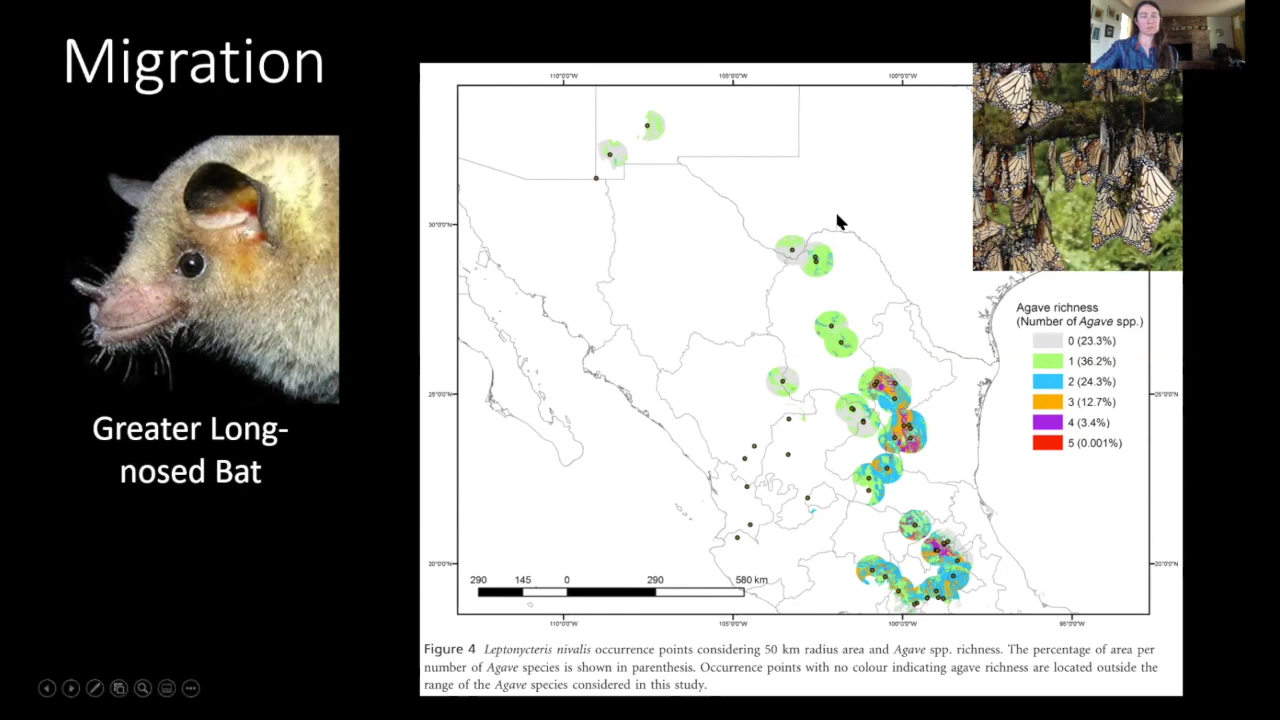 Migration
Greater Long-
nosed Bat
110°0'0"W
105°0'0"W
100°0'0"W
30°0'0"N
25°0'0"N
20°0'0"N
25°0'0"N
20°0'0"N
Agave richness
(Number of Agave spp.)
0 (23.3%)
1 (36.2%)
2 (24.3%)
3 (12.7%)
4 (3.4%)
5 (0.001%)
290 145 0 290 580 km
110°0'0"W
105°0'0"W
100°0'0"W
95°0'0"W
Figure 4 Leptonycteris nivalis occurrence points considering 50 km radius area and Agave spp. richness. The percentage of area per
number of Agave species is shown in parenthesis. Occurrence points with no colour indicating agave richness are located outside the
range of the Agave species considered in this study.